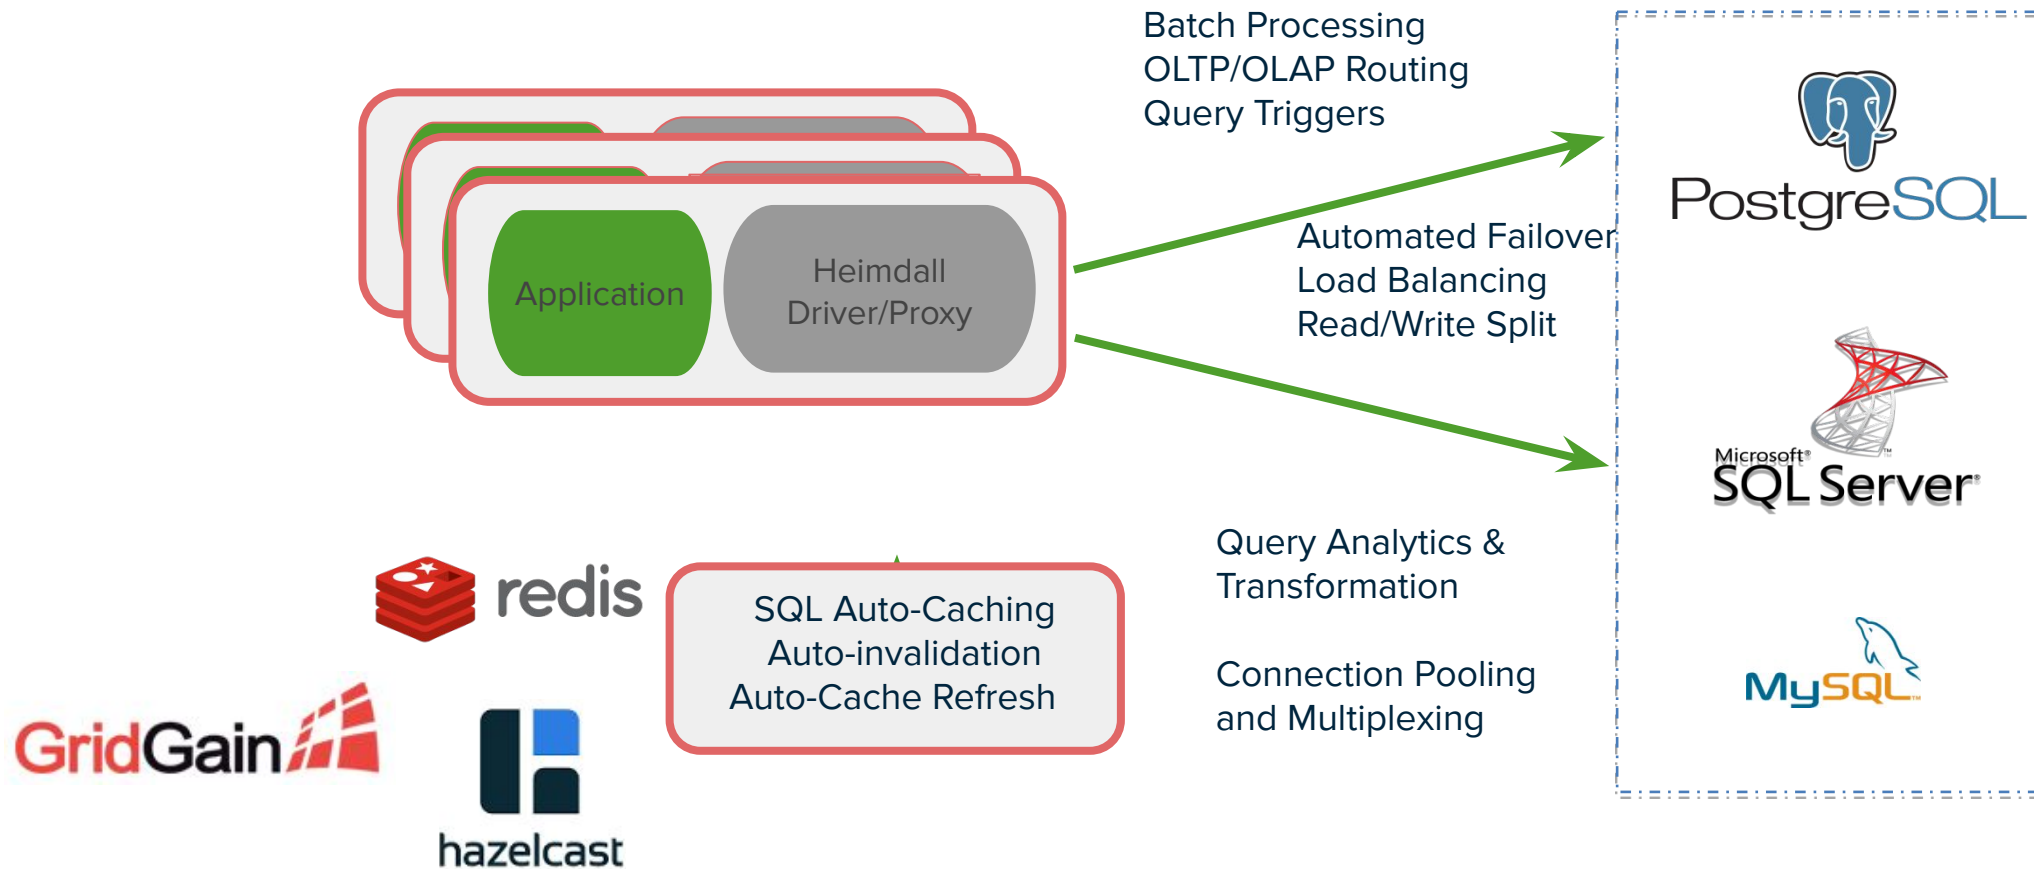 Batch Processing
OLTP/OLAP Routing
Query Triggers
PostgreSQL
Application
Heimdall
Driver/Proxy
Automated Failover
Load Balancing
Read/Write Split
Microsoft®
SQL Server®
redis
SQL Auto-Caching
Auto-invalidation
Auto-Cache Refresh
Query Analytics &
Transformation
Connection Pooling
and Multiplexing
MySQL™
GridGain
hazelcast